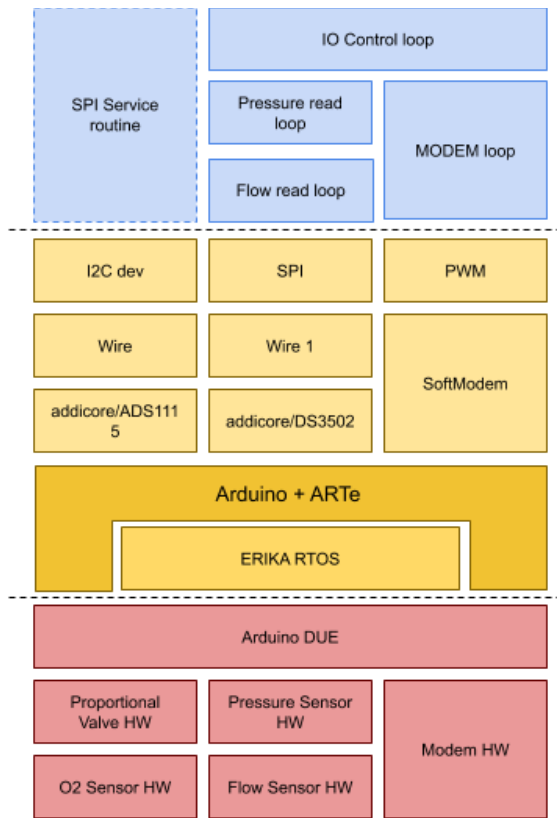 IO Control loop
SPI Service
routine
Pressure read
loop
MODEM loop
Flow read loop
I2C dev
SPI
PWM
Wire
Wire 1
SoftModem
addicore/ADS111
5
addicore/DS3502
Arduino + ARTe
ERIKA RTOS
Arduino DUE
Proportional
Valve HW
Pressure Sensor
HW
Modem HW
O2 Sensor HW
Flow Sensor HW